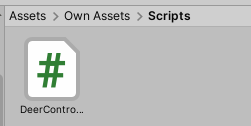 Assets > Own Assets > Scripts
#
DeerContro...